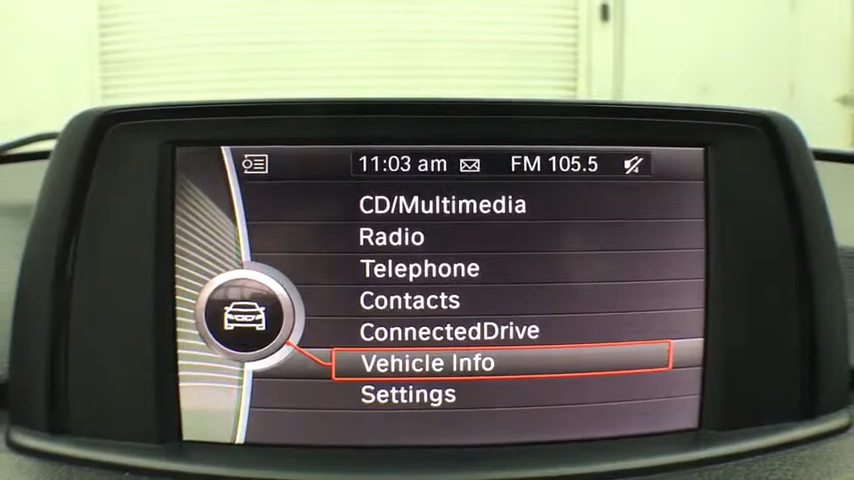 11:03 am FM 105.5
CD/Multimedia
Radio
Telephone
Contacts
ConnectedDrive
Vehicle Info
Settings